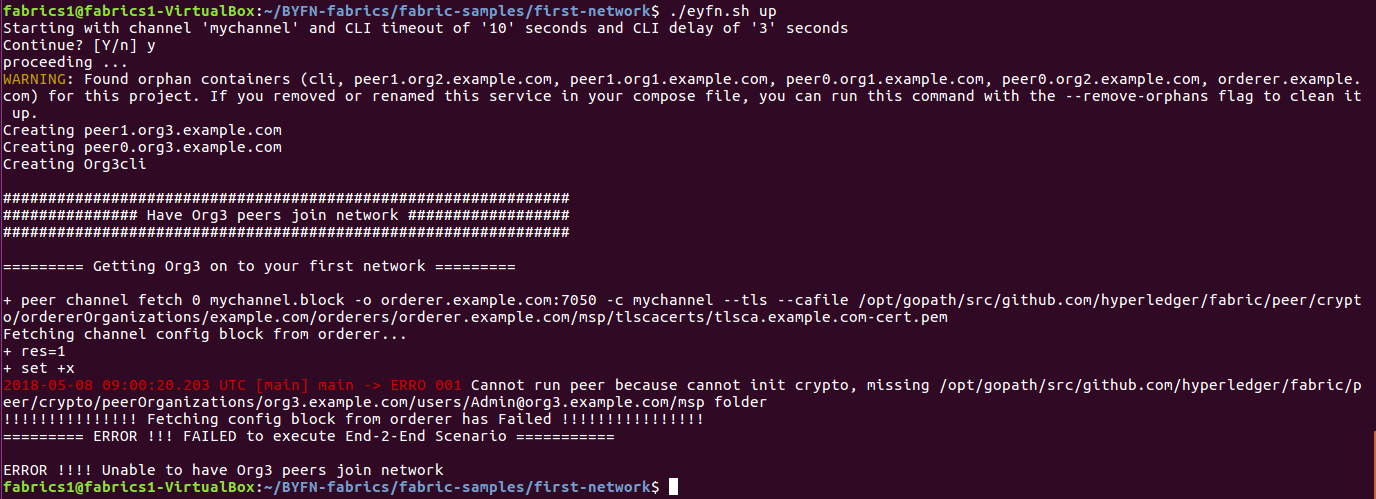 fabrics1@fabrics1-VirtualBox:~/BYFN-fabrics/fabric-samples/first-network$ ./eyfn.sh up
Starting with channel 'mychannel' and CLI timeout of '10' seconds and CLI delay of '3' seconds
Continue? [Y/n] y
proceeding ...
WARNING: Found orphan containers (cli, peer1.org2.example.com, peer1.org1.example.com, peer0.org1.example.com, peer0.org2.example.com, orderer.example.
com) for this project. If you removed or renamed this service in your compose file, you can run this command with the --remove-orphans flag to clean it
 up.
Creating peer1.org3.example.com
Creating peer0.org3.example.com
Creating Org3cli
###############################################################
############### Have Org3 peers join network ##################
###############################################################
========= Getting Org3 on to your first network =========
+ peer channel fetch 0 mychannel.block -o orderer.example.com:7050 -c mychannel --tls --cafile /opt/gopath/src/github.com/hyperledger/fabric/peer/crypt
o/ordererOrganizations/example.com/orderers/orderer.example.com/msp/tlscacerts/tlsca.example.com-cert.pem
Fetching channel config block from orderer...
+ res=1
+ set +x
2018-05-08 09:00:20.203 UTC [main] main -> ERRO 001 Cannot run peer because cannot init crypto, missing /opt/gopath/src/github.com/hyperledger/fabric/p
eer/crypto/peerOrganizations/org3.example.com/users/Admin@org3.example.com/msp folder
!!!!!!!!!!!!!!! Fetching config block from orderer has Failed !!!!!!!!!!!!!!!!
========= ERROR !!! FAILED to execute End-2-End Scenario ===========
ERROR !!!! Unable to have Org3 peers join network
fabrics1@fabrics1-VirtualBox:~/BYFN-fabrics/fabric-samples/first-network$